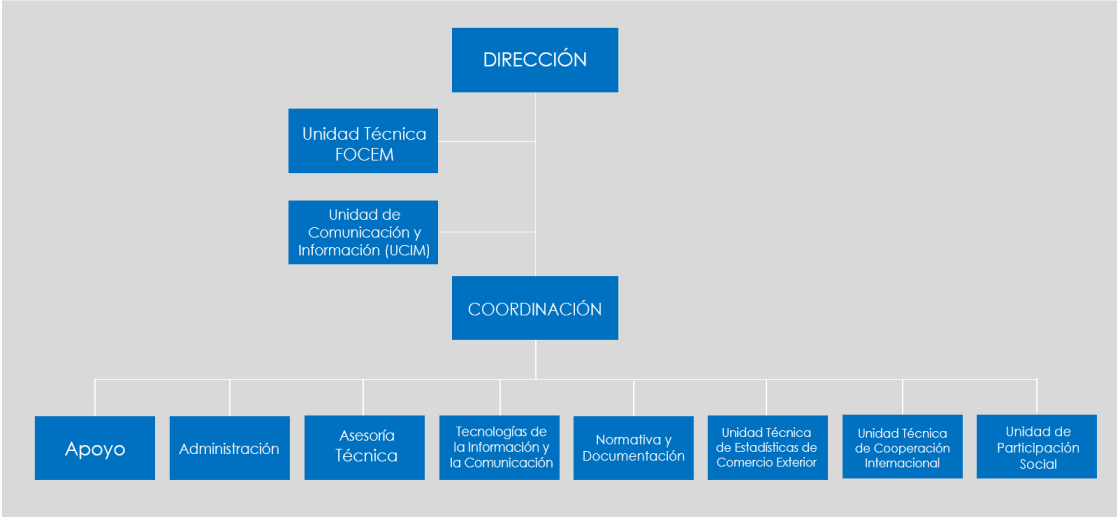 DIRECCIÓN
Unidad Técnica
FOCEM
Unidad de
Comunicación y
Información (UCIM)
COORDINACIÓN
Apoyo
Administración
Asesoría
Técnica
Tecnologías de
la Información y
la Comunicación
Normativa y
Documentación
Unidad Técnica
de Estadísticas de
Comercio Exterior
Unidad Técnica
de Cooperación
Internacional
Unidad de
Participación
Social